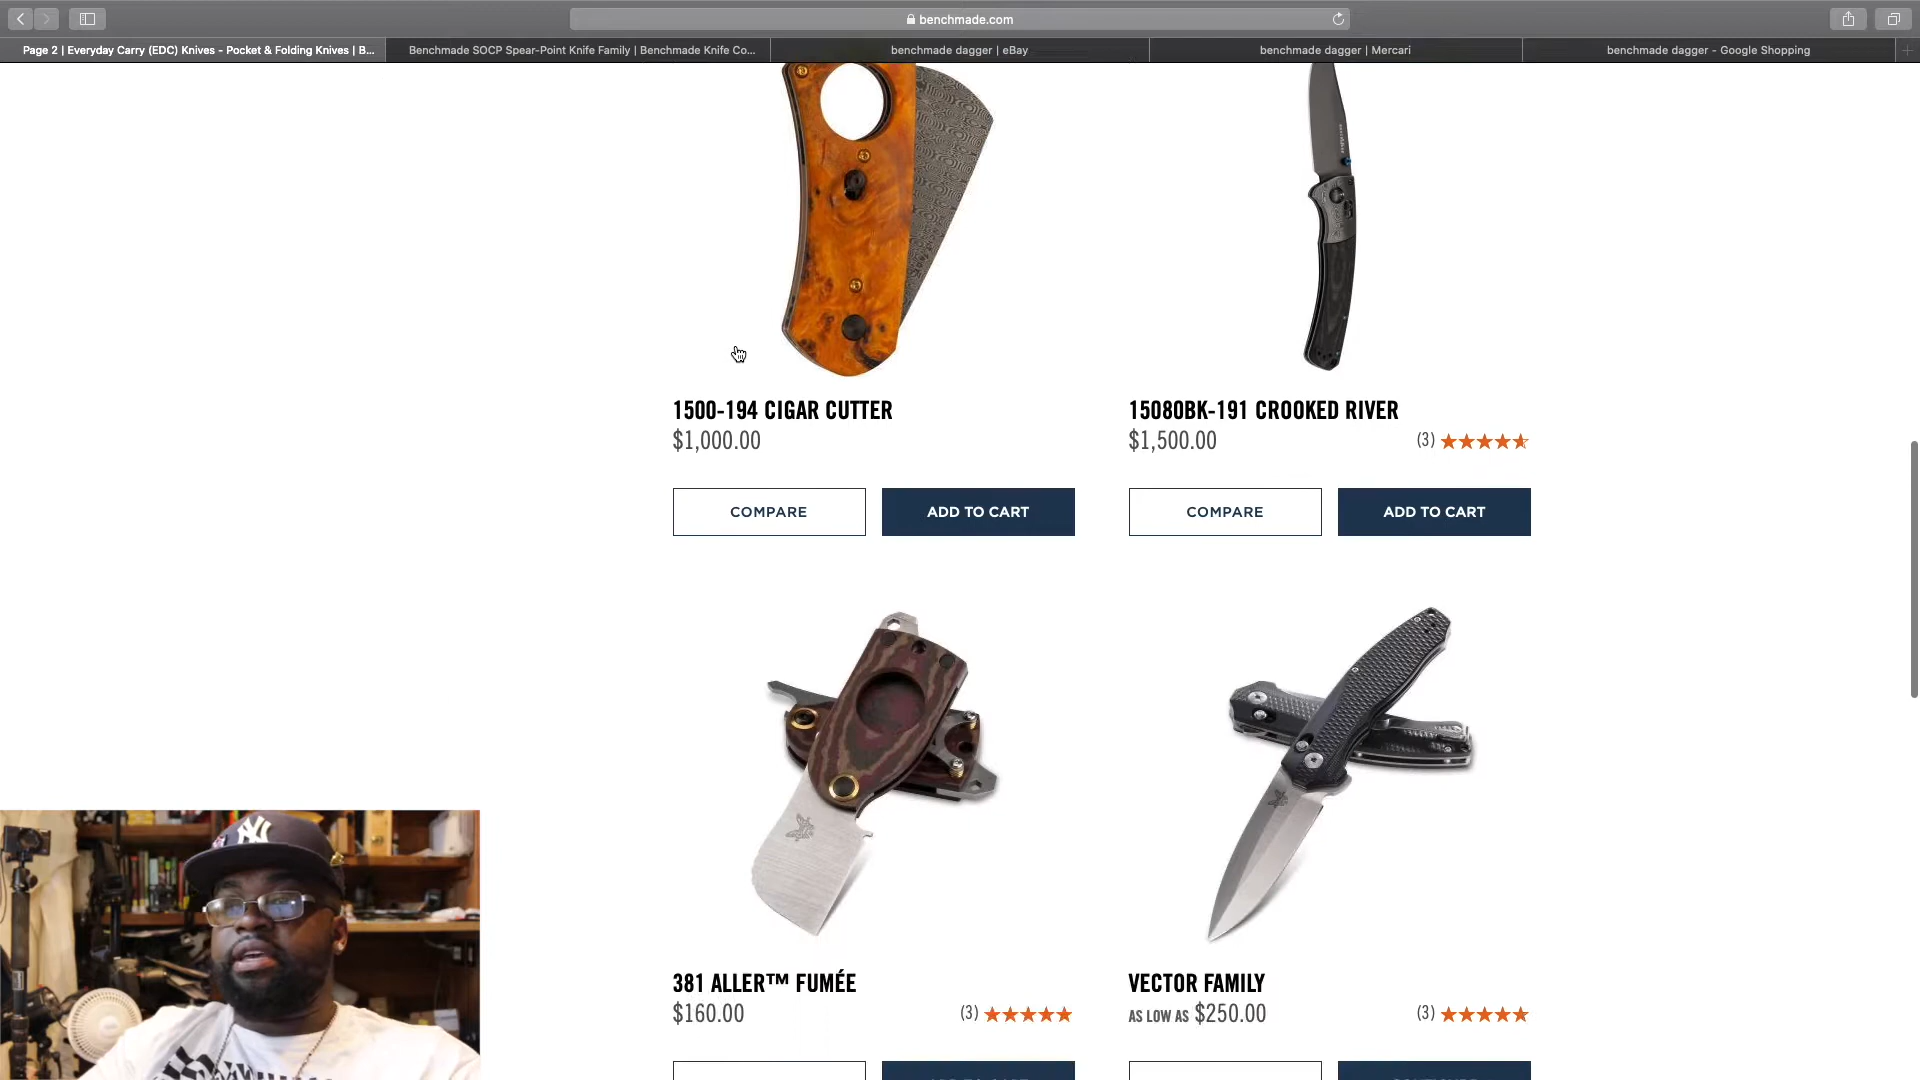 benchmade.com
Page 2 | Everyday Carry (EDC) Knives - Pocket & Folding Knives | B...
Benchmade SOCP Spear-Point Knife Family | Benchmade Knife Co...
benchmade dagger | eBay
benchmade dagger | Mercari
benchmade dagger - Google Shopping
1500-194 CIGAR CUTTER
$1,000.00
15080BK-191 CROOKED RIVER
$1,500.00
(3)
COMPARE
ADD TO CART
COMPARE
ADD TO CART
381 ALLER™ FUMÉE
$160.00
(3)
VECTOR FAMILY
AS LOW AS $250.00
(3)
NY